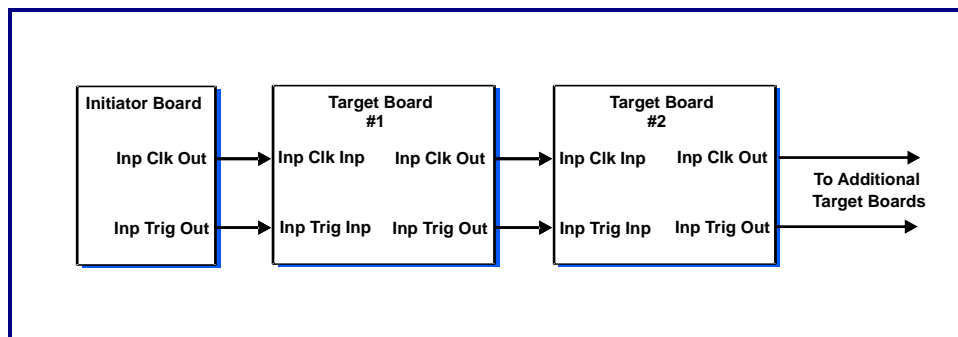 Initiator Board
Inp Clk Out
Inp Trig Out
Target Board
#1
Inp Clk Inp
Inp Clk Out
Inp Trig Inp
Inp Trig Out
Target Board
#2
Inp Clk Inp
Inp Clk Out
Inp Trig Inp
Inp Trig Out
To Additional
Target Boards